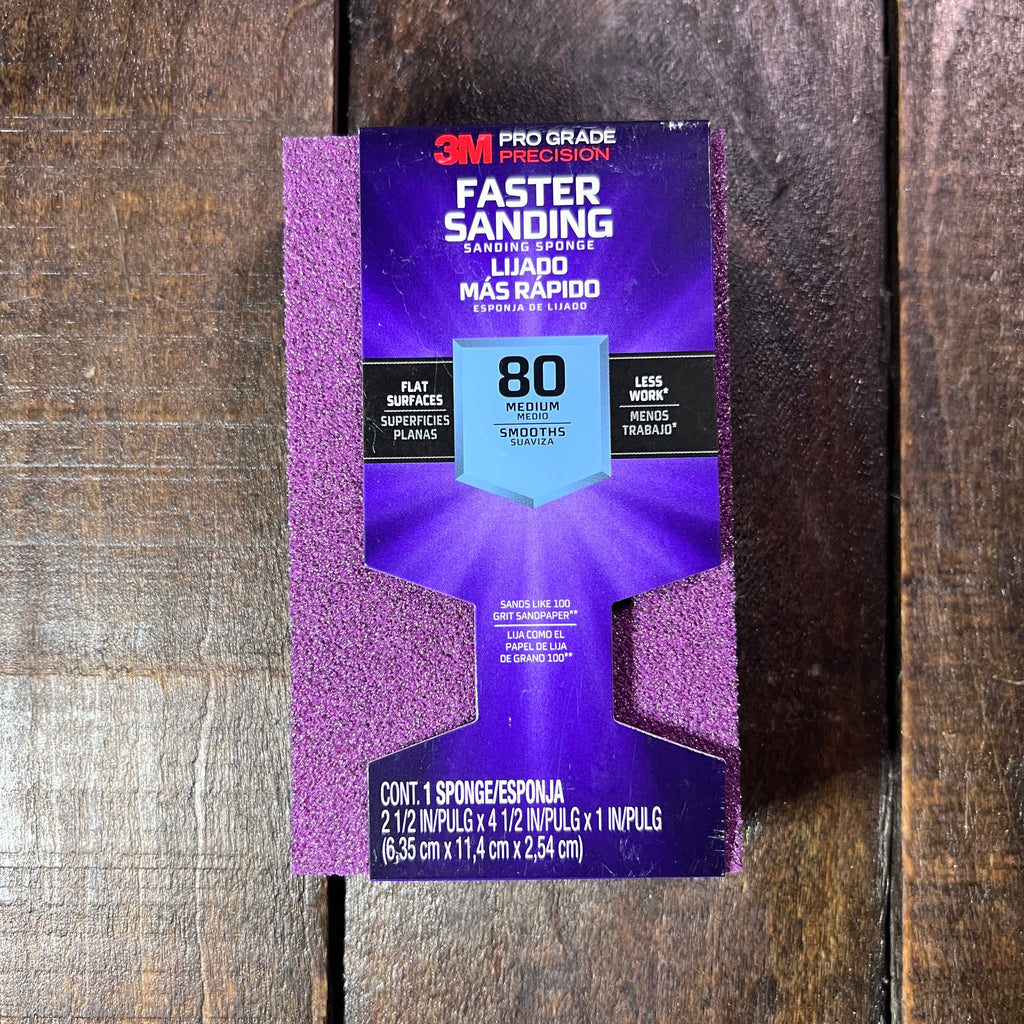 3M PRO GRADE
PRECISION
FASTER
SANDING
SANDING SPONGE
LIJADO
MÁS RÁPIDO
ESPONJA DE LIJADO
FLAT
SURFACES
SUPERFICIES
PLANAS
80
MEDIUM
MEDIO
SMOOTHS
SUAVIZA
LESS
WORK*
MENOS
TRABAJO*
SANDS LIKE 100
GRIT SANDPAPER**
LIJA COMO EL
PAPEL DE LIJA
DE GRANO 100**
CONT. 1 SPONGE/ESPONJA
2 1/2 IN/PULG x 4 1/2 IN/PULG x 1 IN/PULG
(6,35 cm x 11,4 cm x 2,54 cm)